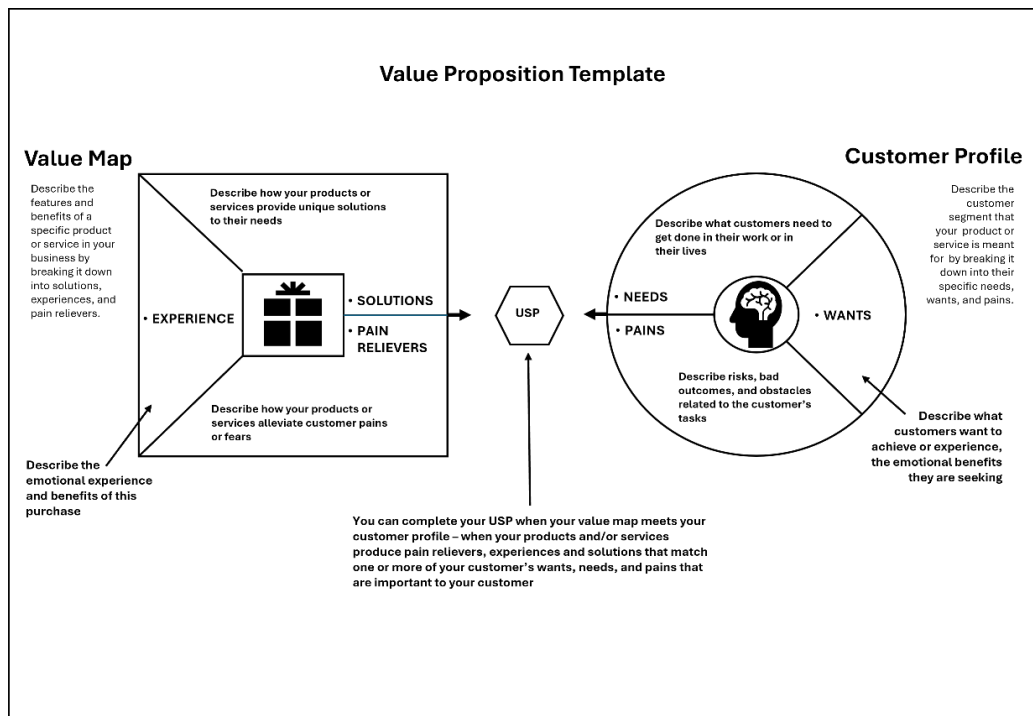 Value Proposition Template
Value Map
Describe the
features and
benefits of a
specific product
or service in your
business by
breaking it down
into solutions,
experiences, and
pain relievers.
Describe how your products or
services provide unique solutions
to their needs
• EXPERIENCE
• SOLUTIONS
• PAIN
RELIEVERS
Describe how your products or
services alleviate customer pains
or fears
Describe the
emotional experience
and benefits of this
purchase
USP
You can complete your USP when your value map meets your
customer profile – when your products and/or services
produce pain relievers, experiences and solutions that match
one or more of your customer's wants, needs, and pains that
are important to your customer
Customer Profile
Describe the
customer
segment that
your product or
service is meant
for by breaking it
down into their
specific needs,
wants, and pains.
Describe what customers need to
get done in their work or in
their lives
• NEEDS
• PAINS
• WANTS
Describe risks, bad
outcomes, and obstacles
related to the customer's
tasks
Describe what
customers want to
achieve or experience,
the emotional benefits
they are seeking